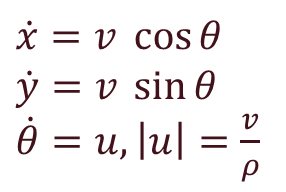 ẋ = v cos θ
ẏ = v sin θ
θ̇ = u, |u| = v/ρ